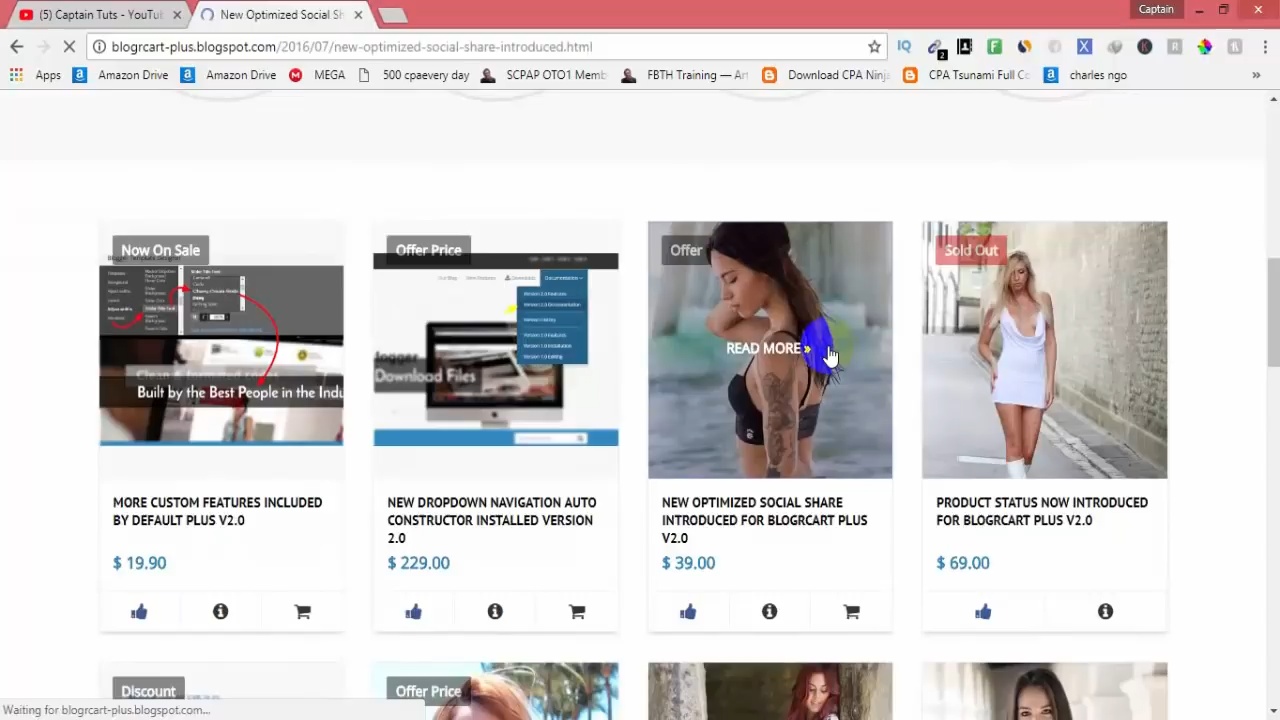 (5) Captain Tuts - YouTu
New Optimized Social Sh
Captain
blogrcart-plus.blogspot.com/2016/07/new-optimized-social-share-introduced.html
2
Apps
Amazon Drive
Amazon Drive
MEGA
500 cpaevery day
SCPAP OTO1 Memb
FBTH Training — Ar
Download CPA Ninj
CPA Tsunami Full C
charles ngo
»
Now On Sale
Offer Price
Offer
Sold Out
READ MORE »
Download Files
Built by the Best People in the Indu
MORE CUSTOM FEATURES INCLUDED
BY DEFAULT PLUS V2.0
$ 19.90
NEW DROPDOWN NAVIGATION AUTO
CONSTRUCTOR INSTALLED VERSION
2.0
$ 229.00
NEW OPTIMIZED SOCIAL SHARE
INTRODUCED FOR BLOGRCART PLUS
V2.0
$ 39.00
PRODUCT STATUS NOW INTRODUCED
FOR BLOGRCART PLUS V2.0
$ 69.00
Discount
Offer Price
Waiting for blogrcart-plus.blogspot.com...